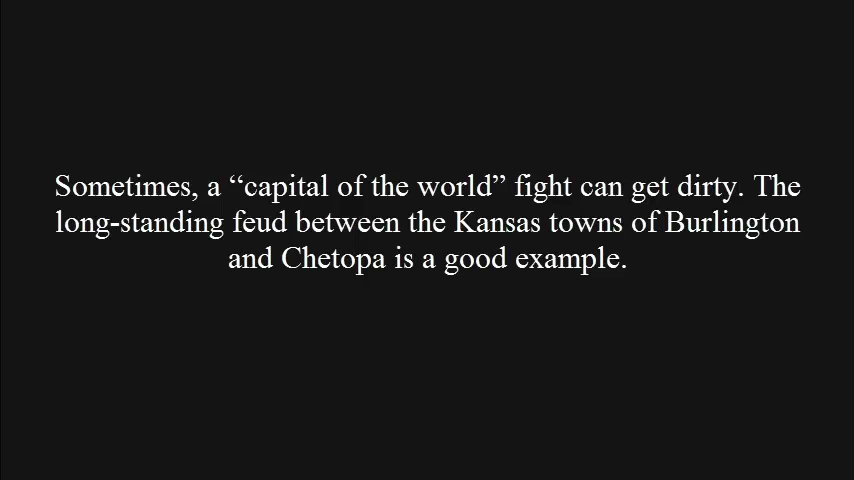 Sometimes, a “capital of the world” fight can get dirty. The
long-standing feud between the Kansas towns of Burlington
and Chetopa is a good example.